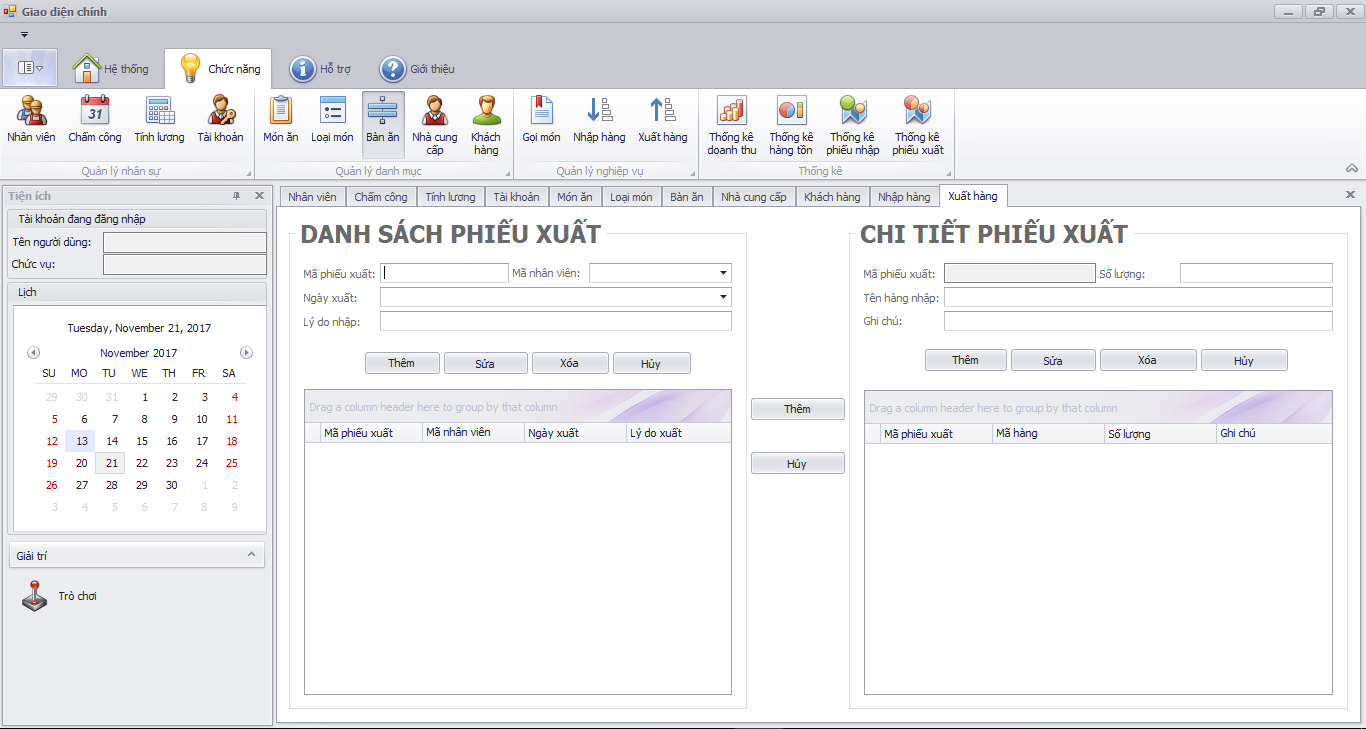 Giao diện chính
Hệ thống
Chức năng
Hỗ trợ
Giới thiệu
Nhân viên
Chấm công
31
Tính lương
Tài khoản
Món ăn
Loại món
Bàn ăn
Nhà cung cấp
Khách hàng
Gọi món
Nhập hàng
Xuất hàng
Thống kê doanh thu
Thống kê hàng tồn
Thống kê phiếu nhập
Thống kê phiếu xuất
Quản lý nhân sự
Quản lý danh mục
Quản lý nghiệp vụ
Thống kê
Tiện ích
Tài khoản đang đăng nhập
Tên người dùng:
Chức vụ:
Lịch
Tuesday, November 21, 2017
November 2017
SU MO TU WE TH FR SA
29 30 31 1 2 3 4
5 6 7 8 9 10 11
12 13 14 15 16 17 18
19 20 21 22 23 24 25
26 27 28 29 30 1 2
3 4 5 6 7 8 9
Giải trí
Trò chơi
Nhân viên Chấm công Tính lương Tài khoản Món ăn Loại món Bàn ăn Nhà cung cấp Khách hàng Nhập hàng Xuất hàng
DANH SÁCH PHIẾU XUẤT
Mã phiếu xuất: Mã nhân viên:
Ngày xuất:
Lý do nhập:
Thêm Sửa Xóa Hủy
Drag a column header here to group by that column
Mã phiếu xuất Mã nhân viên Ngày xuất Lý do xuất
Thêm
Hủy
CHI TIẾT PHIẾU XUẤT
Mã phiếu xuất: Số lượng:
Tên hàng nhập:
Ghi chú:
Thêm Sửa Xóa Hủy
Drag a column header here to group by that column
Mã phiếu xuất Mã hàng Số lượng Ghi chú